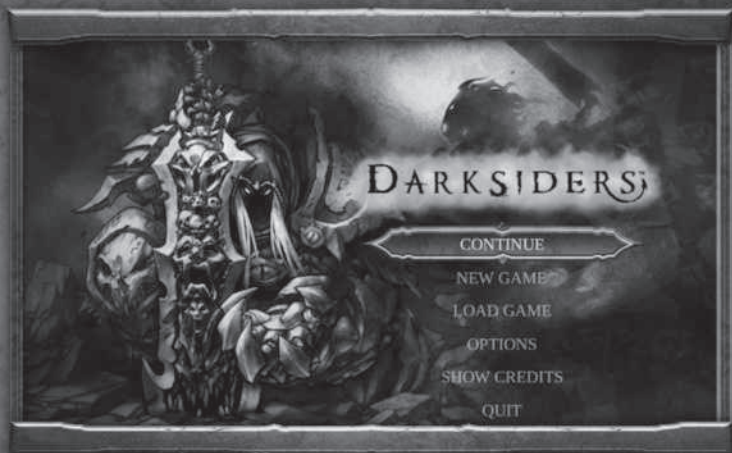 DARKSIDERS
CONTINUE
NEW GAME
LOAD GAME
OPTIONS
SHOW CREDITS
QUIT